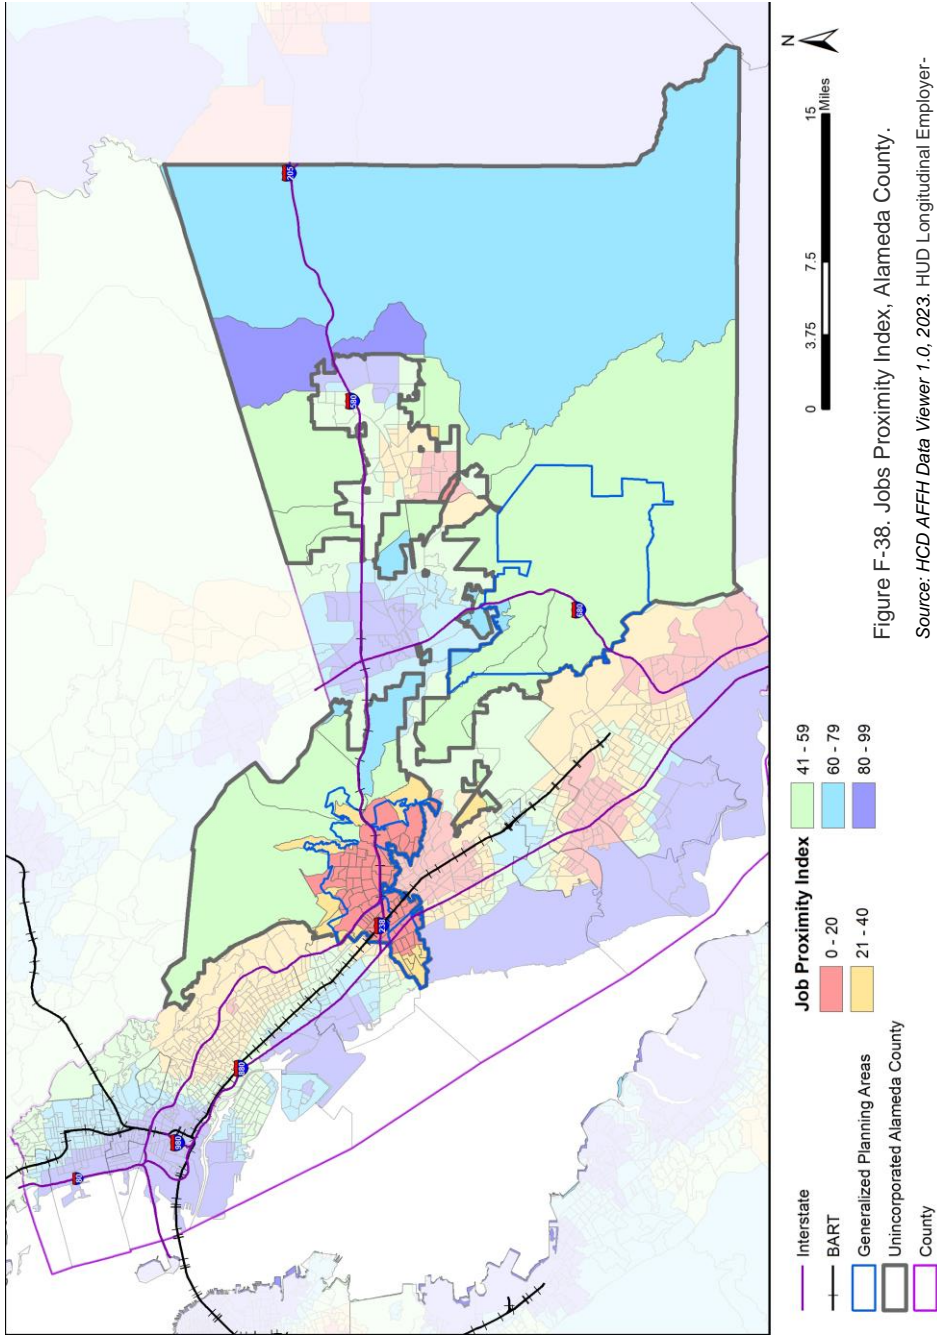 80
980
880
238
680
580
205
N
0 3.75 7.5 15
Miles
Interstate
BART
Generalized Planning Areas
Unincorporated Alameda County
County
Job Proximity Index
0 - 20
21 - 40
41 - 59
60 - 79
80 - 99
Figure F-38. Jobs Proximity Index, Alameda County.
Source: HCD AFFH Data Viewer 1.0, 2023. HUD Longitudinal Employer-